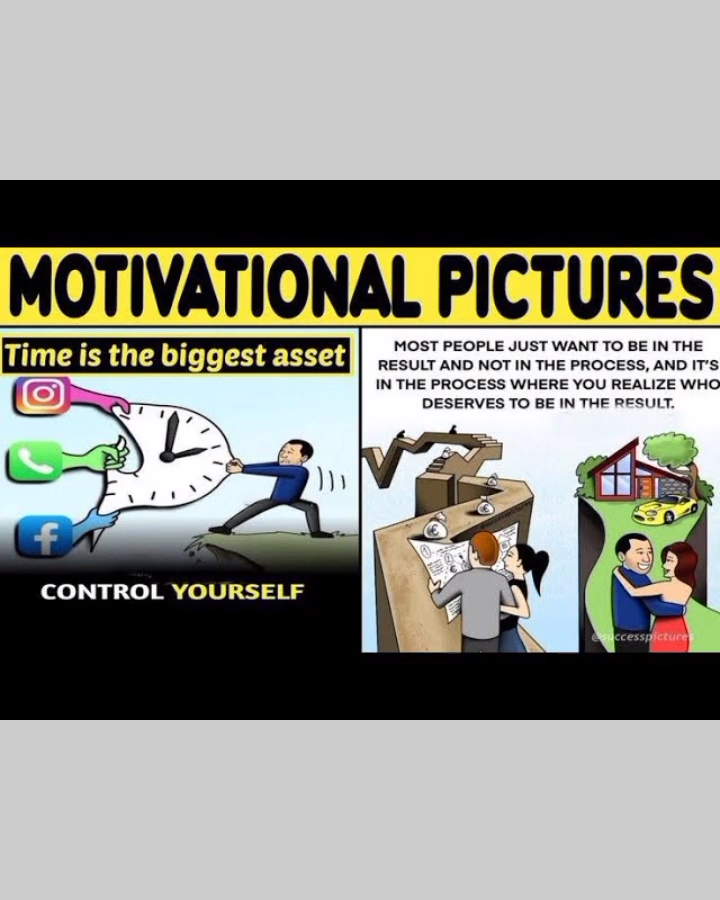 MOTIVATIONAL PICTURES
Time is the biggest asset
CONTROL YOURSELF
MOST PEOPLE JUST WANT TO BE IN THE
RESULT AND NOT IN THE PROCESS, AND IT'S
IN THE PROCESS WHERE YOU REALIZE WHO
DESERVES TO BE IN THE RESULT.
@successpictures